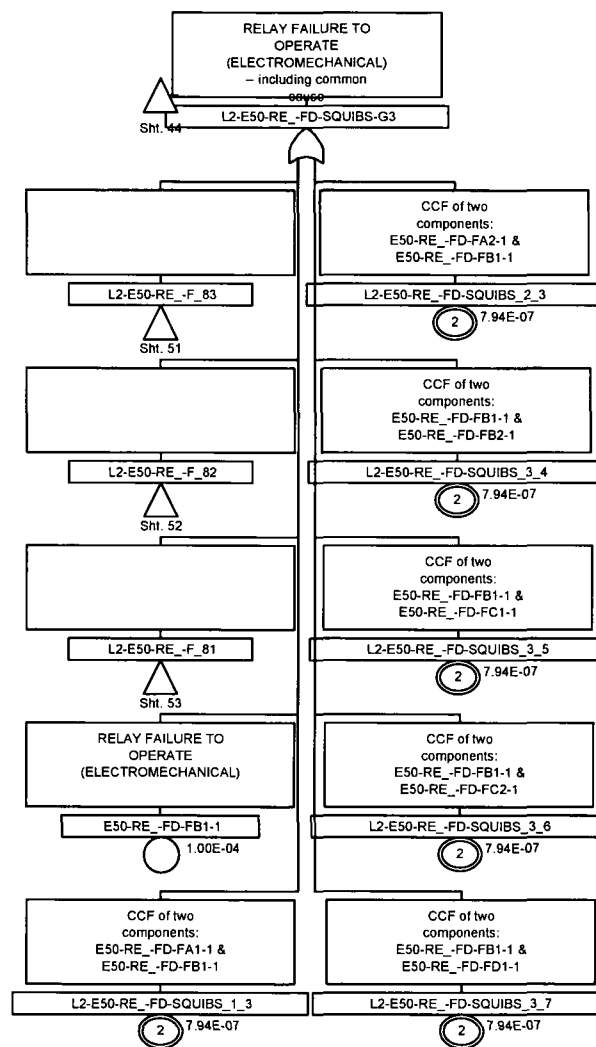 RELAY FAILURE TO
OPERATE
(ELECTROMECHANICAL)
– including common
cause
Sht. 44
L2-E50-RE_-FD-SQUIBS-G3
L2-E50-RE_-F_83
Sht. 51
CCF of two
components:
E50-RE_-FD-FA2-1 &
E50-RE_-FD-FB1-1
L2-E50-RE_-FD-SQUIBS_2_3
2
7.94E-07
L2-E50-RE_-F_82
Sht. 52
CCF of two
components:
E50-RE_-FD-FB1-1 &
E50-RE_-FD-FB2-1
L2-E50-RE_-FD-SQUIBS_3_4
2
7.94E-07
L2-E50-RE_-F_81
Sht. 53
CCF of two
components:
E50-RE_-FD-FB1-1 &
E50-RE_-FD-FC1-1
L2-E50-RE_-FD-SQUIBS_3_5
2
7.94E-07
RELAY FAILURE TO
OPERATE
(ELECTROMECHANICAL)
E50-RE_-FD-FB1-1
1.00E-04
CCF of two
components:
E50-RE_-FD-FB1-1 &
E50-RE_-FD-FC2-1
L2-E50-RE_-FD-SQUIBS_3_6
2
7.94E-07
CCF of two
components:
E50-RE_-FD-FA1-1 &
E50-RE_-FD-FB1-1
L2-E50-RE_-FD-SQUIBS_1_3
2
7.94E-07
CCF of two
components:
E50-RE_-FD-FB1-1 &
E50-RE_-FD-FD1-1
L2-E50-RE_-FD-SQUIBS_3_7
2
7.94E-07